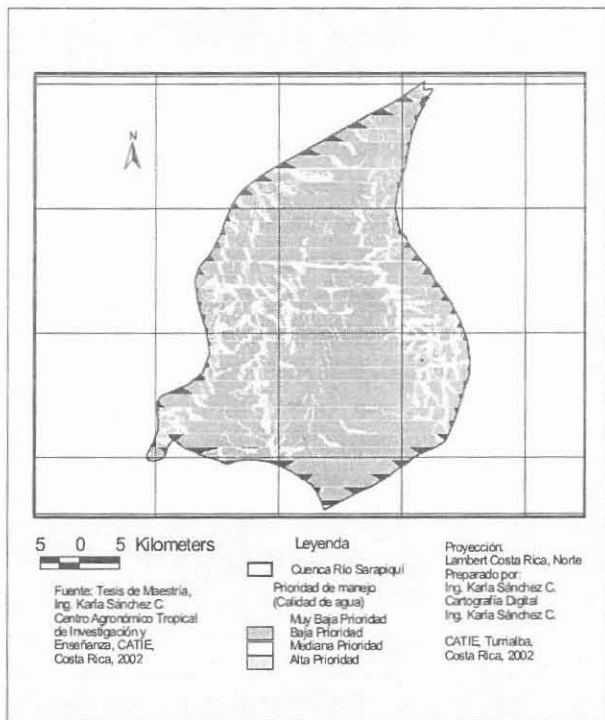 N
5 0 5 Kilometers
Fuente: Tesis de Maestría,
Ing. Karla Sánchez C.
Centro Agronómico Tropical
de Investigación y
Enseñanza, CATIE,
Costa Rica, 2002
Leyenda
Cuenca Río Sarapiquí
Prioridad de manejo
(Calidad de agua)
Muy Baja Prioridad
Baja Prioridad
Mediana Prioridad
Alta Prioridad
Proyección:
Lambert Costa Rica, Norte
Preparado por:
Ing. Karla Sánchez C.
Cartografía Digital
Ing. Karla Sánchez C.
CATIE, Turrialba,
Costa Rica, 2002